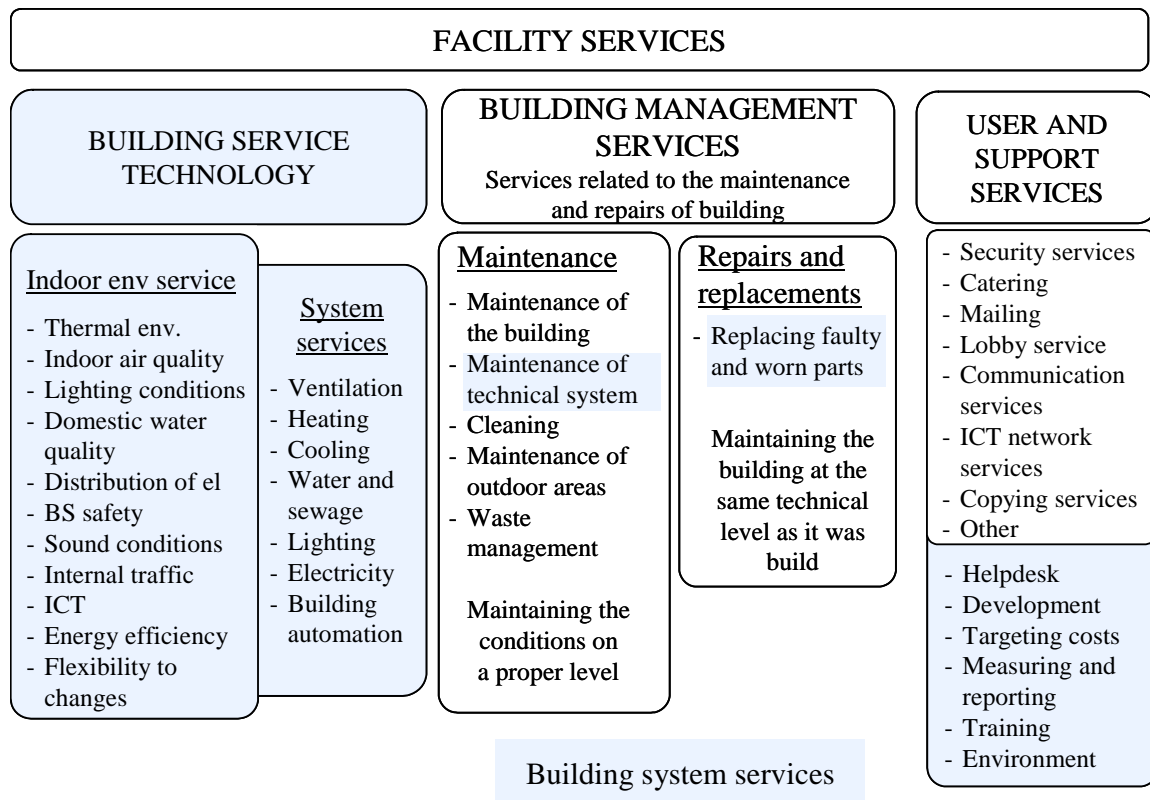 FACILITY SERVICES
BUILDING SERVICE
TECHNOLOGY
BUILDING MANAGEMENT
SERVICES
Services related to the maintenance
and repairs of building
USER AND
SUPPORT
SERVICES
Indoor env service
- Thermal env.
- Indoor air quality
- Lighting conditions
- Domestic water
quality
- Distribution of el
- BS safety
- Sound conditions
- Internal traffic
- ICT
- Energy efficiency
- Flexibility to
changes
System
services
- Ventilation
- Heating
- Cooling
- Water and
sewage
- Lighting
- Electricity
- Building
automation
Maintenance
- Maintenance of
the building
- Maintenance of
technical system
- Cleaning
- Maintenance of
outdoor areas
- Waste
management
Maintaining the
conditions on
a proper level
Repairs and
replacements
- Replacing faulty
and worn parts
Maintaining the
building at the
same technical
level as it was
build
- Security services
- Catering
- Mailing
- Lobby service
- Communication
services
- ICT network
services
- Copying services
- Other
- Helpdesk
- Development
- Targeting costs
- Measuring and
reporting
- Training
- Environment
Building system services